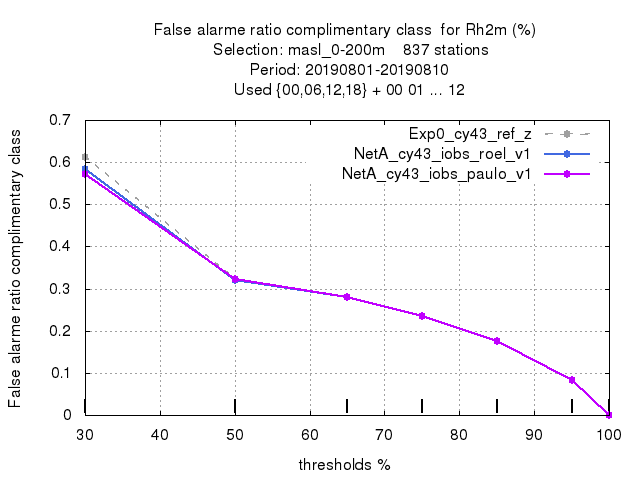 False alarme ratio complimentary class  for Rh2m (%)
Selection: masl_0-200m    837 stations
Period: 20190801-20190810
Used {00,06,12,18} + 00 01 ... 12
Exp0_cy43_ref_z
NetA_cy43_iobs_roel_v1
NetA_cy43_iobs_paulo_v1
False alarme ratio complimentary class
0.7
0.6
0.5
0.4
0.3
0.2
0.1
0
30 40 50 60 70 80 90 100
thresholds %